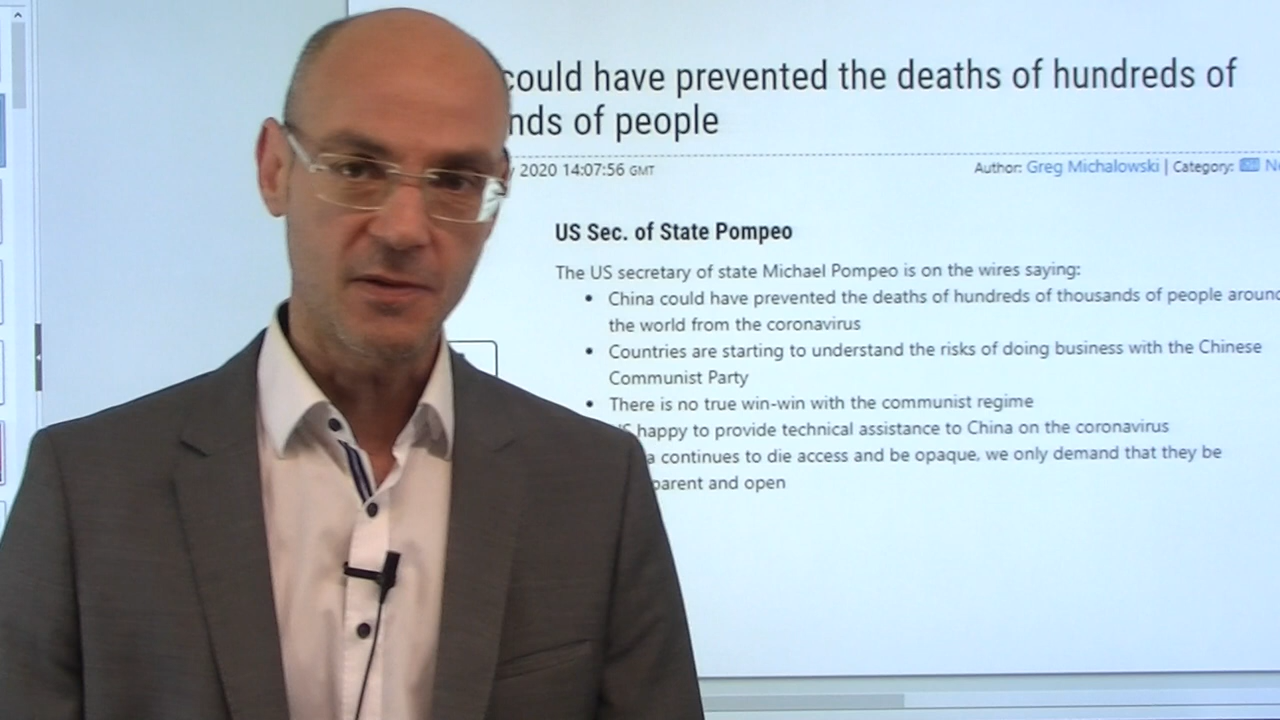 could have prevented the deaths of hundreds of
nds of people
2020 14:07:56 GMT
Author: Greg Michalowski | Category:
US Sec. of State Pompeo
The US secretary of state Michael Pompeo is on the wires saying:
• China could have prevented the deaths of hundreds of thousands of people around
the world from the coronavirus
• Countries are starting to understand the risks of doing business with the Chinese
Communist Party
• There is no true win-win with the communist regime
happy to provide technical assistance to China on the coronavirus
a continues to die access and be opaque, we only demand that they be
parent and open